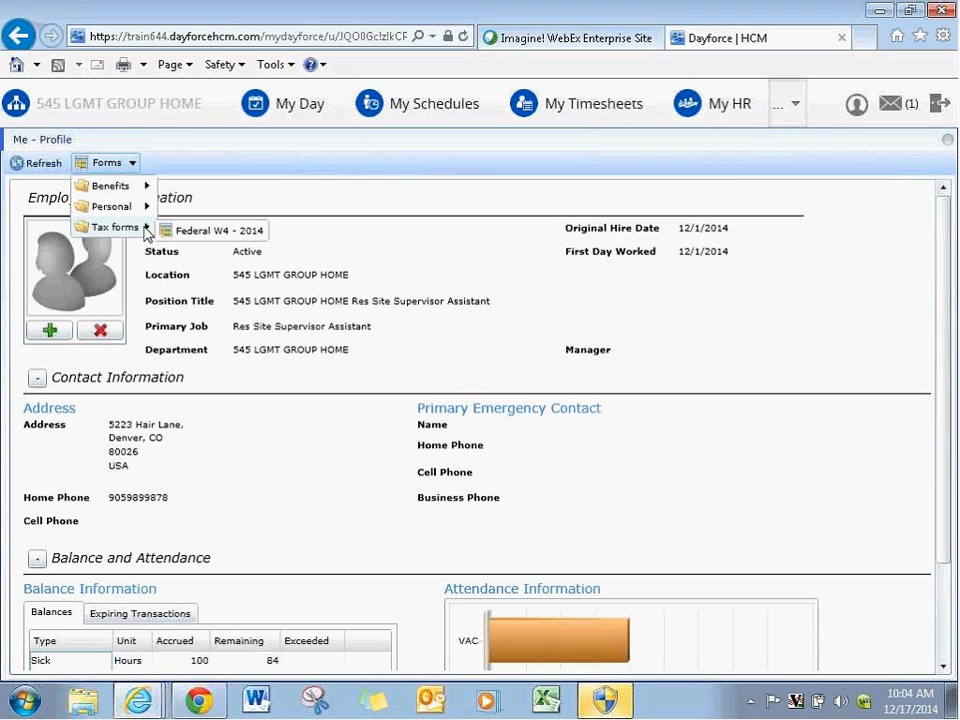 https://train644.dayforcehcm.com/mydayforce/u/JQO0Gclzlk
Imagine! WebEx Enterprise Site
Dayforce | HCM
Page
Safety
Tools
545 LGMT GROUP HOME
My Day
My Schedules
My Timesheets
My HR
...
(1)
Me - Profile
Refresh
Forms
Benefits
Personal
Tax forms
Federal W4 - 2014
Emplo
ation
Original Hire Date 12/1/2014
Status Active
First Day Worked 12/1/2014
Location 545 LGMT GROUP HOME
Position Title 545 LGMT GROUP HOME Res Site Supervisor Assistant
Primary Job Res Site Supervisor Assistant
Department 545 LGMT GROUP HOME
Manager
- Contact Information
Address
Address 5223 Hair Lane,
Denver, CO
80026
USA
Home Phone 9059899878
Cell Phone
Primary Emergency Contact
Name
Home Phone
Cell Phone
Business Phone
- Balance and Attendance
Balance Information
Balances Expiring Transactions
Type Unit Accrued Remaining Exceeded
Sick Hours 100 84
Attendance Information
VAC
10:04 AM
12/17/2014